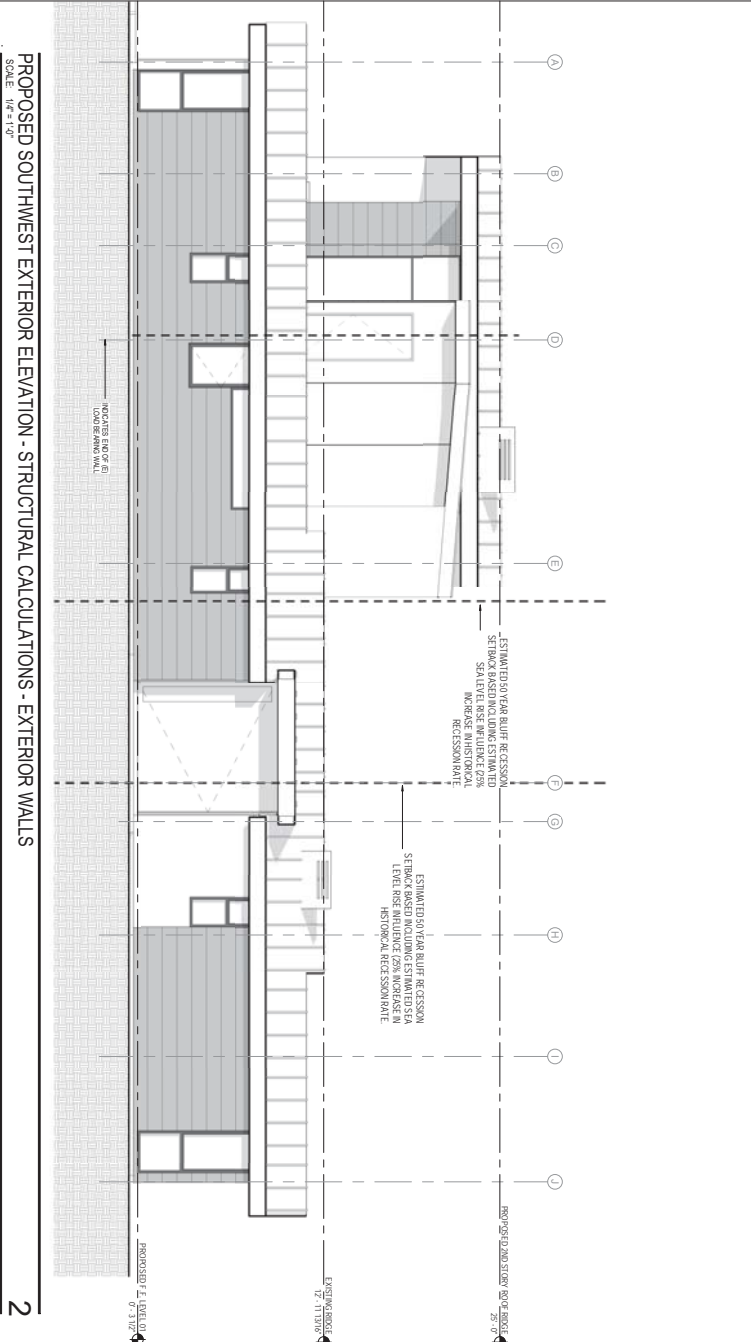 A
B
C
D
E
F
G
H
I
J
PROPOSED 2ND STORY ROOF RIDGE
25' - 0"
ESTIMATED 50 YEAR BLUFF RECESSION
SETBACK BASED INCLUDING ESTIMATED
SEA LEVEL RISE INFLUENCE (25%
INCREASE IN HISTORICAL
RECESSION RATE.
ESTIMATED 50 YEAR BLUFF RECESSION
SETBACK BASED INCLUDING ESTIMATED SEA
LEVEL RISE INFLUENCE (25% INCREASE IN
HISTORICAL RECESSION RATE.
EXISTING RIDGE
12' - 11 13/16"
PROPOSED F.F. LEVEL 01
0' - 3 1/2"
INDICATES END OF (E)
LOAD BEARING WALL
PROPOSED SOUTHWEST EXTERIOR ELEVATION - STRUCTURAL CALCULATIONS - EXTERIOR WALLS
2
SCALE: 1/4" = 1'-0"